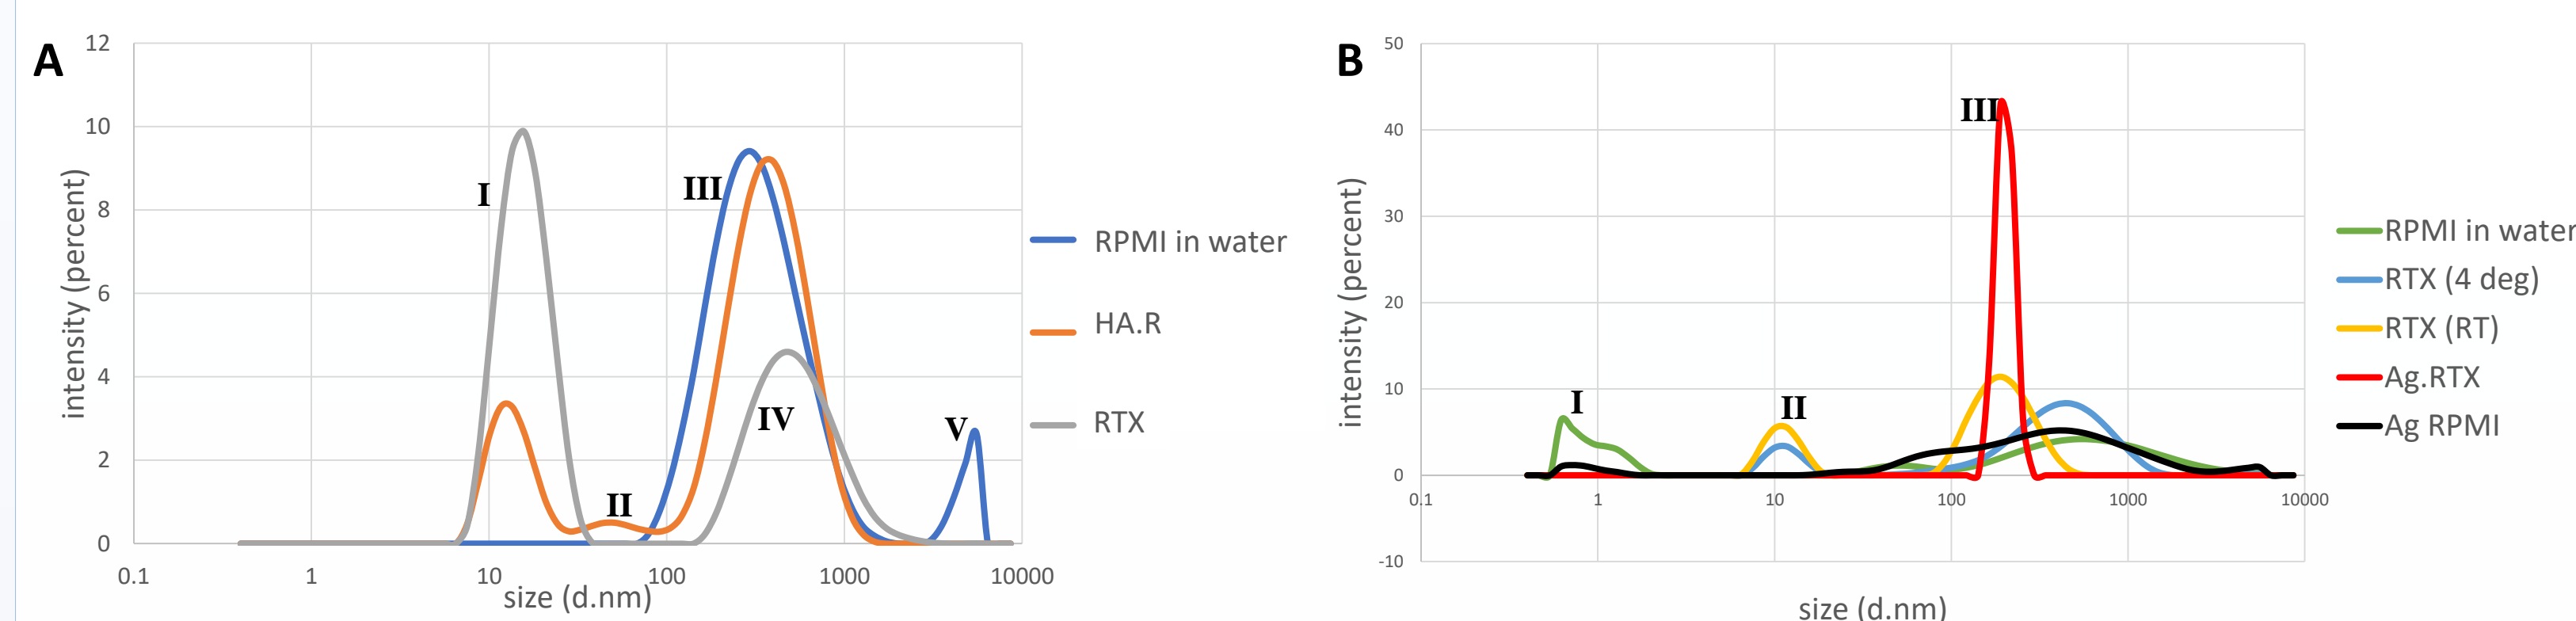 A
12
10
8
6
4
2
0
0.1 1 10 100 1000 10000
intensity (percent)
size (d.nm)
I
II
III
IV
V
RPMI in water
HA.R
RTX
B
50
40
30
20
10
0
-10
0.1 1 10 100 1000 10000
intensity (percent)
size (d.nm)
I
II
III
RPMI in water
RTX (4 deg)
RTX (RT)
Ag.RTX
Ag RPMI